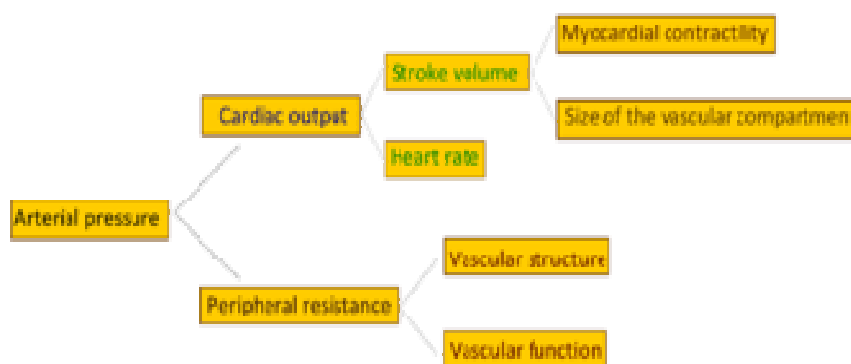 Myocardial contractility
Stroke volume
Cardiac output
Size of the vascular compartmen
Heart rate
Arterial pressure
Vascular structure
Peripheral resistance
Vascular function